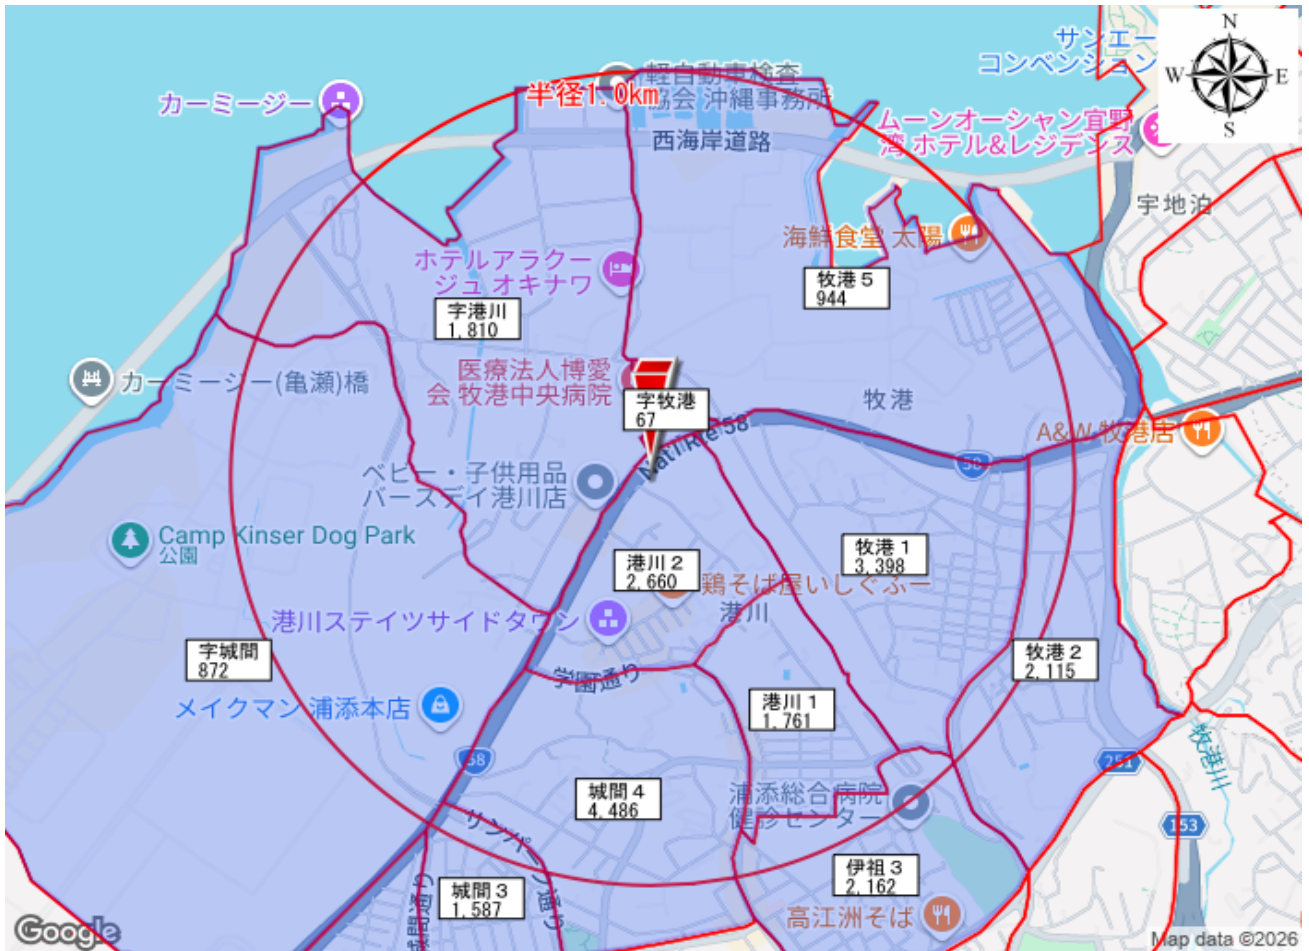 サンエー
コンベンション
N
W
E
S
カーミージー
半径1.0km
軽自動車検査
協会 沖縄事務所
西海岸道路
ムーンオーシャン宜野
湾 ホテル&レジデンス
宇地泊
海鮮食堂 太陽
ホテルアラクー
ジュ オキナワ
牧港5
944
字港川
1,810
カーミージー(亀瀬)橋
医療法人博愛
会 牧港中央病院
字牧港
67
牧港
Nat'l Rte 58
A&W 牧港店
58
ベビー・子供用品
バースデイ港川店
Camp Kinser Dog Park
公園
港川2
2,660
牧港1
3,398
鶏そば屋いしぐふー
港川
港川ステイツサイドタウン
字城間
872
牧港2
2,115
学園通り
メイクマン 浦添本店
港川1
1,761
58
251
牧港川
城間4
4,486
浦添総合病院
健診センター
サンパーク通り
153
伊祖3
2,162
城間3
1,587
城間通り
高江洲そば
Google
Map data ©2026